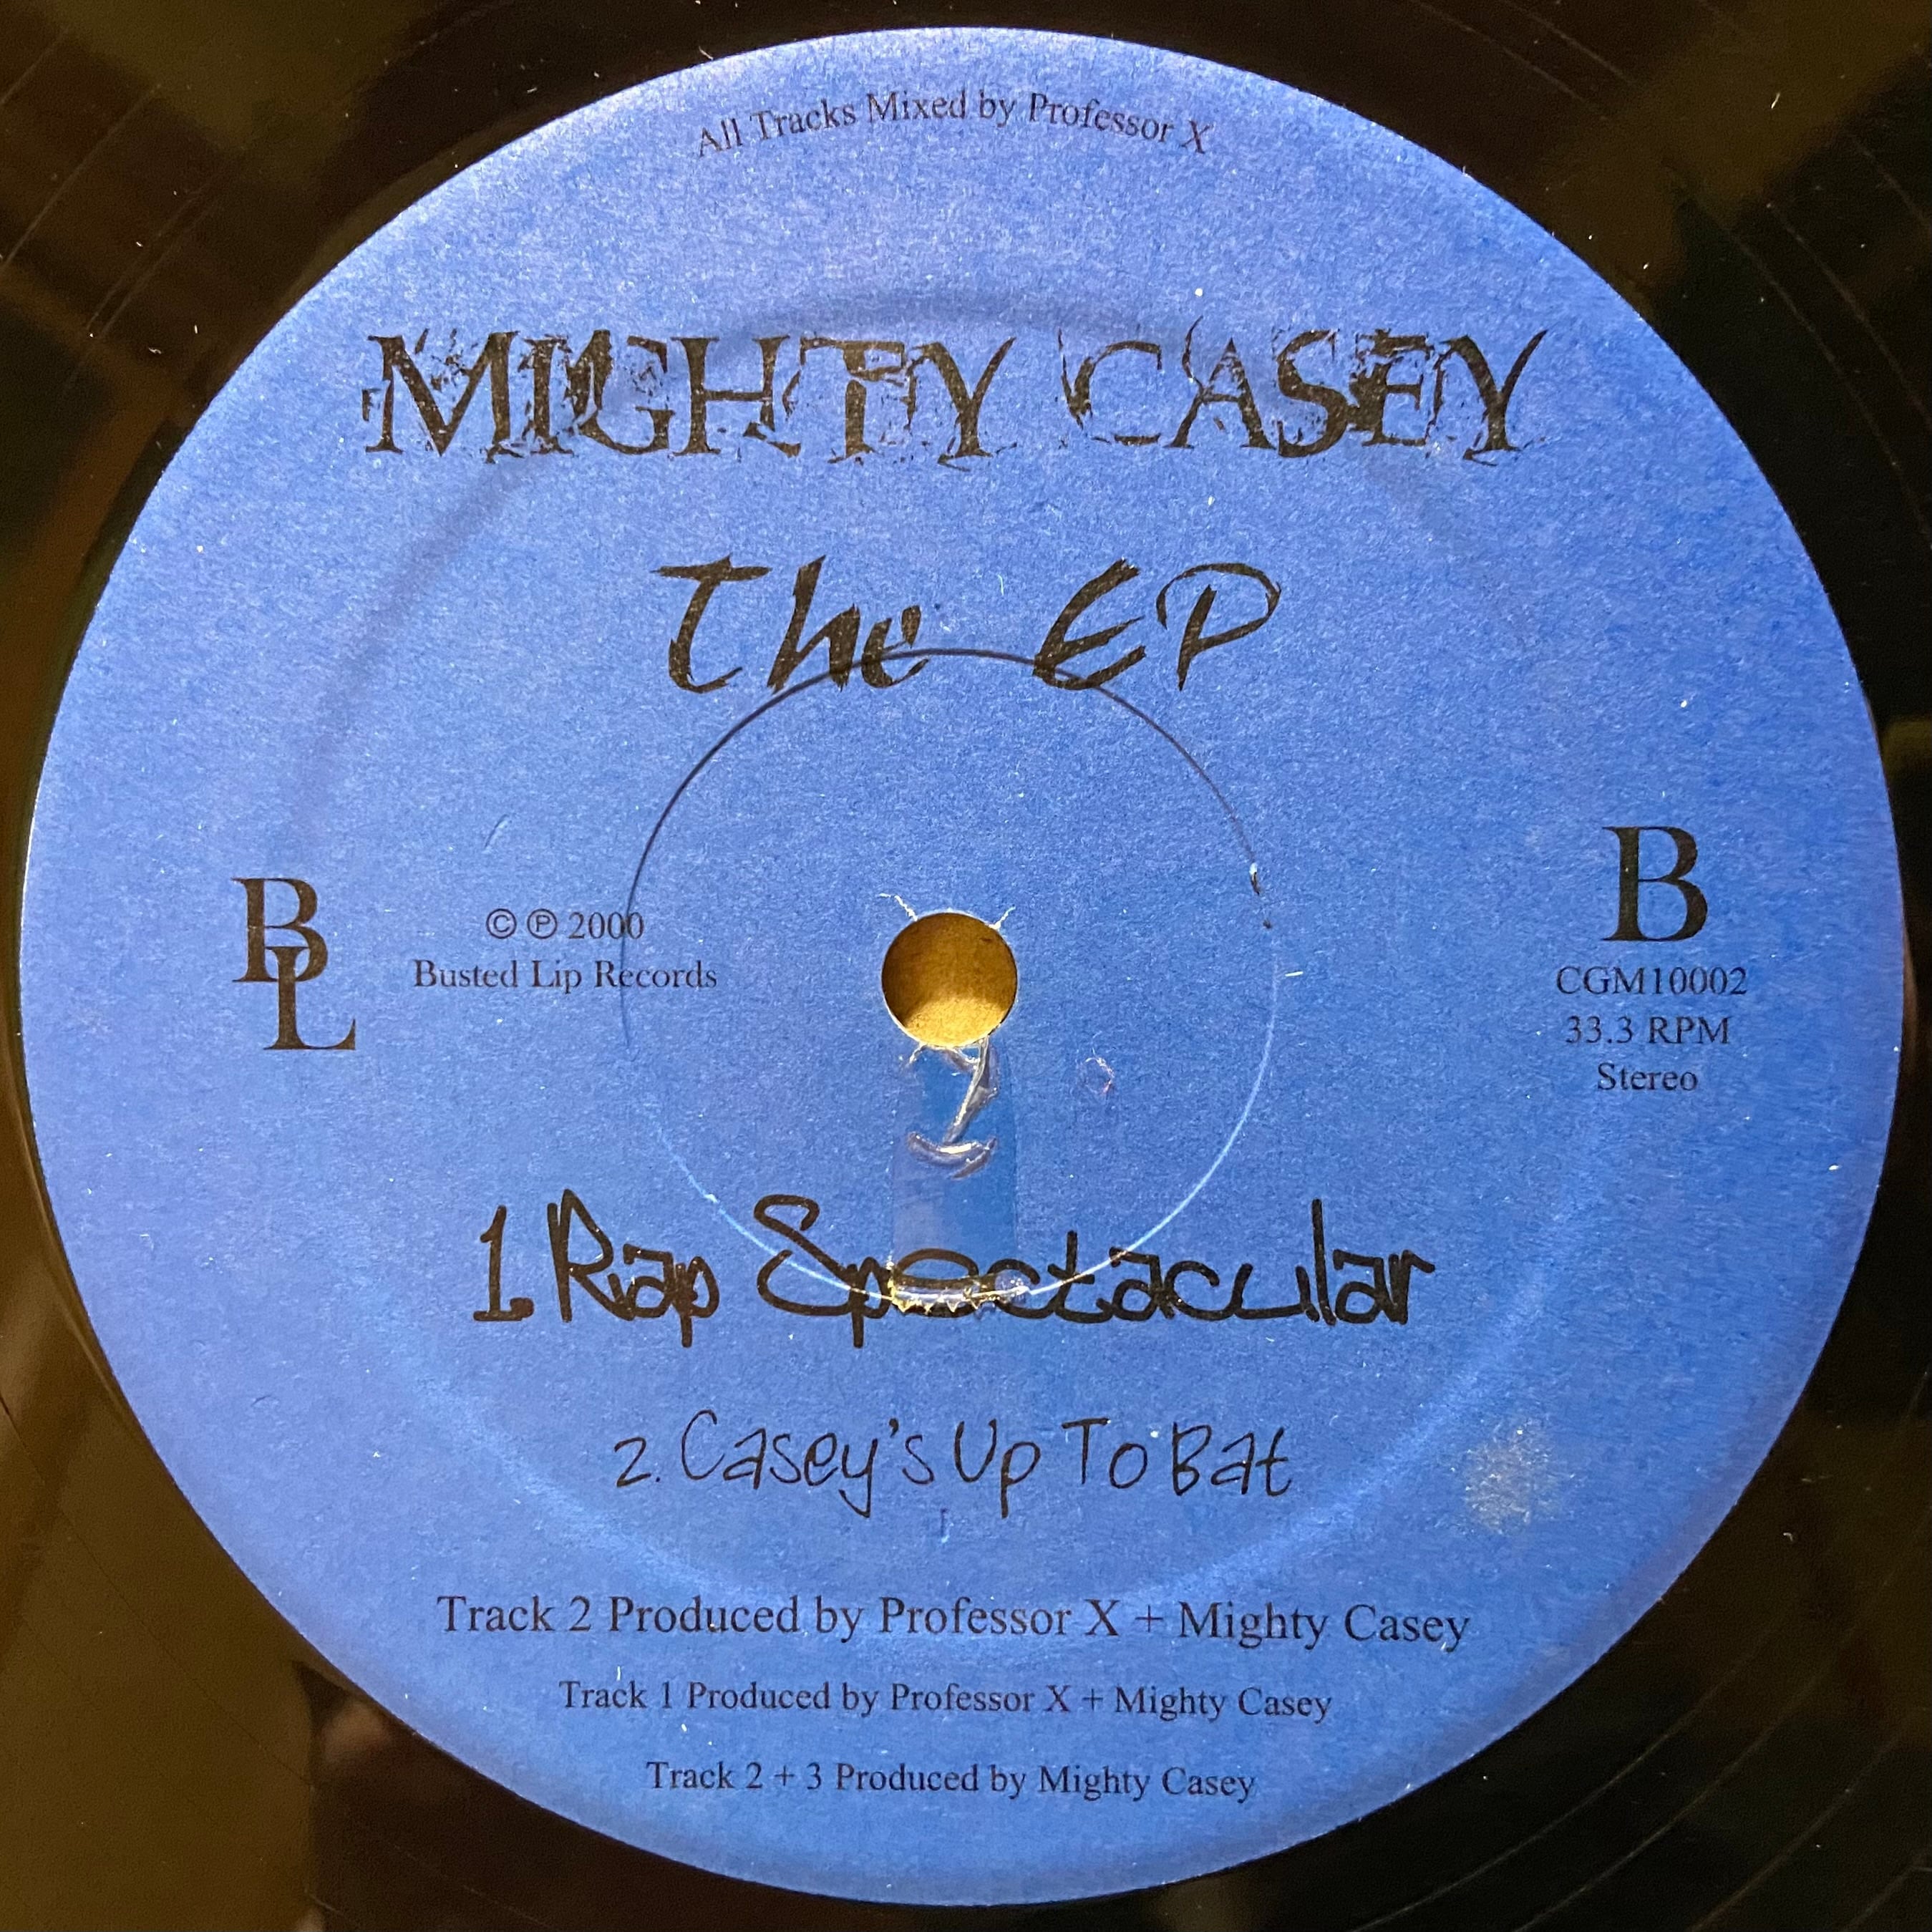 All Tracks Mixed by Professor X
MIGHTY CASEY
The EP
BL
© ℗ 2000
Busted Lip Records
B
CGM10002
33.3 RPM
Stereo
1. Rap Spectacular
2. Casey's Up To Bat
Track 2 Produced by Professor X + Mighty Casey
Track 1 Produced by Professor X + Mighty Casey
Track 2 + 3 Produced by Mighty Casey